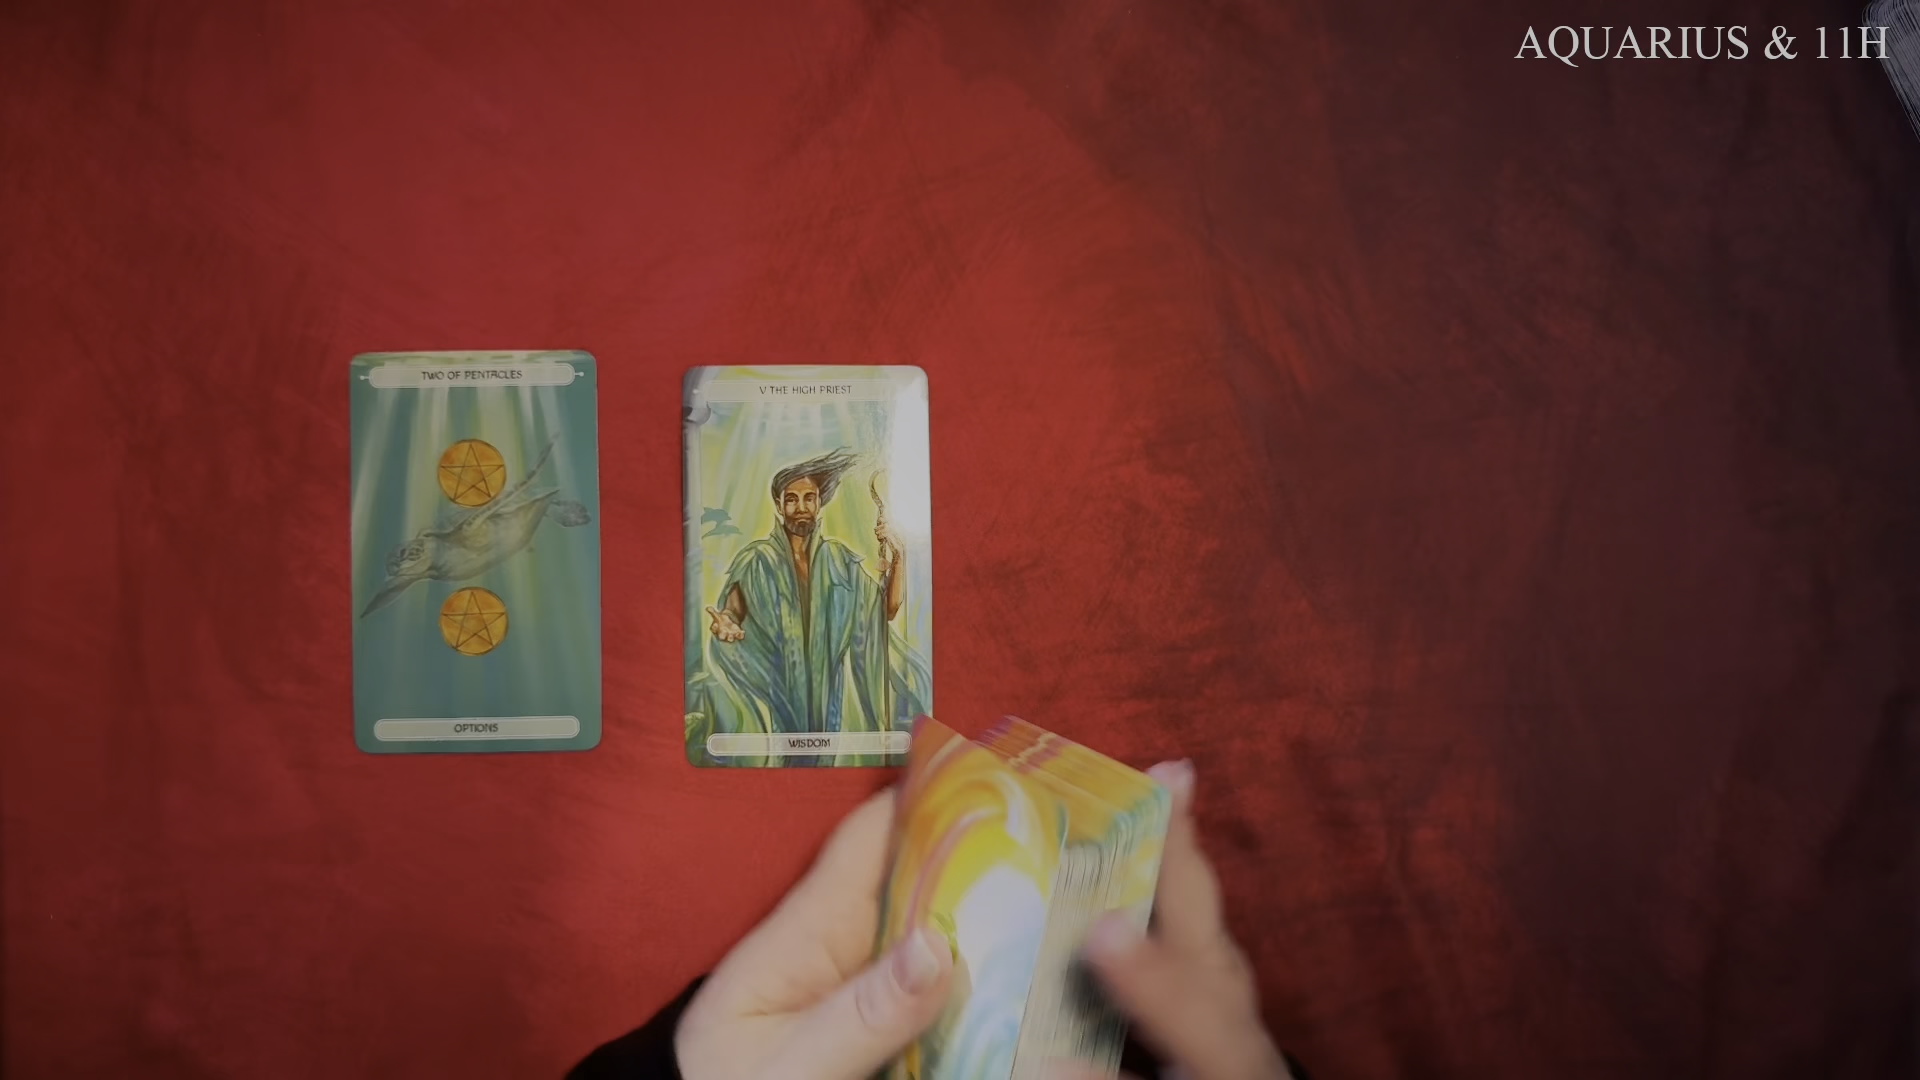 AQUARIUS & 11H
TWO OF PENTACLES
OPTIONS
V THE HIGH PRIEST
WISDOM